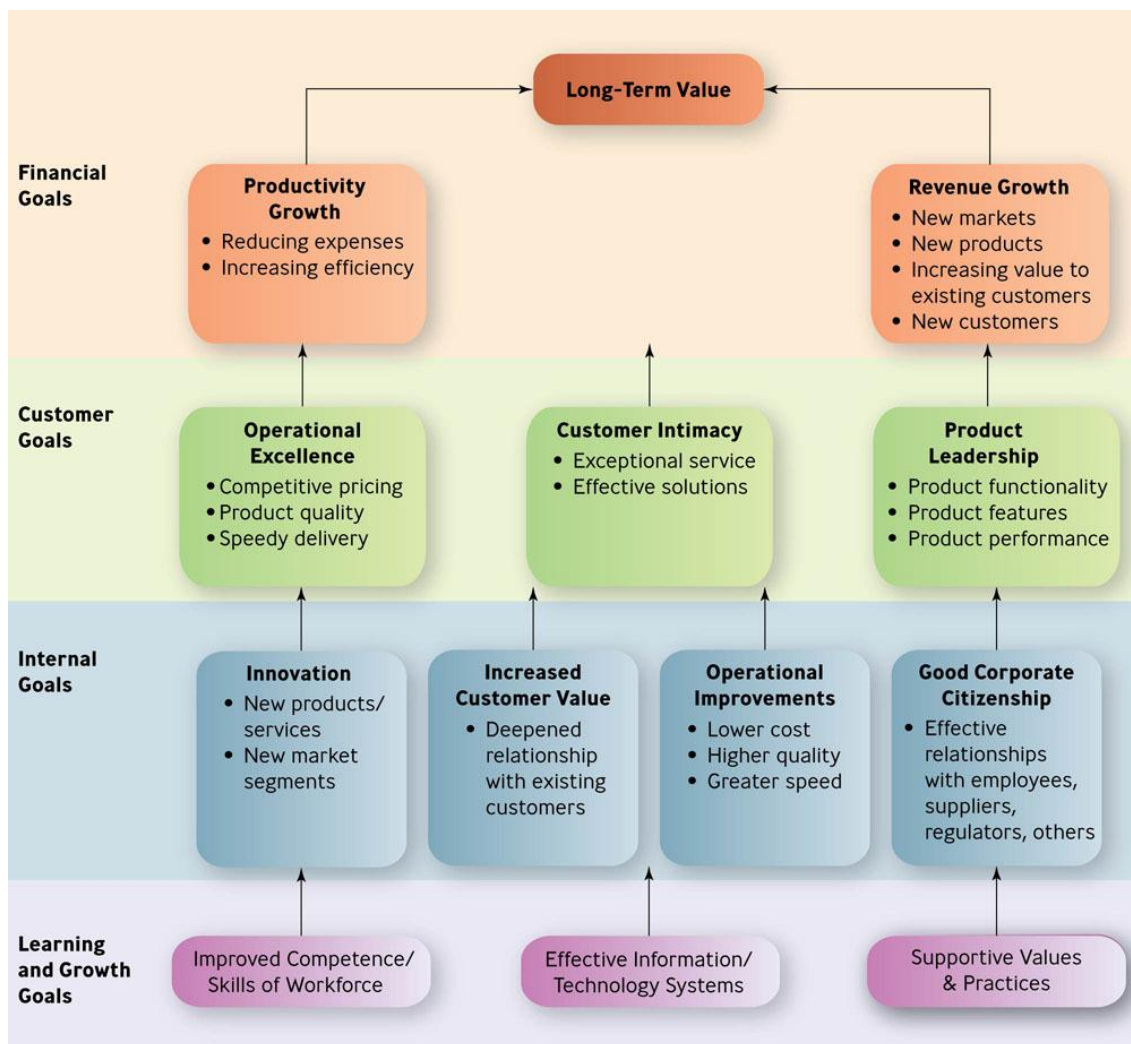 Long-Term Value
Financial
Goals
Productivity
Growth
• Reducing expenses
• Increasing efficiency
Revenue Growth
• New markets
• New products
• Increasing value to
existing customers
• New customers
Customer
Goals
Operational
Excellence
• Competitive pricing
• Product quality
• Speedy delivery
Customer Intimacy
• Exceptional service
• Effective solutions
Product
Leadership
• Product functionality
• Product features
• Product performance
Internal
Goals
Innovation
• New products/
services
• New market
segments
Increased
Customer Value
• Deepened
relationship
with existing
customers
Operational
Improvements
• Lower cost
• Higher quality
• Greater speed
Good Corporate
Citizenship
• Effective
relationships
with employees,
suppliers,
regulators, others
Learning
and Growth
Goals
Improved Competence/
Skills of Workforce
Effective Information/
Technology Systems
Supportive Values
& Practices